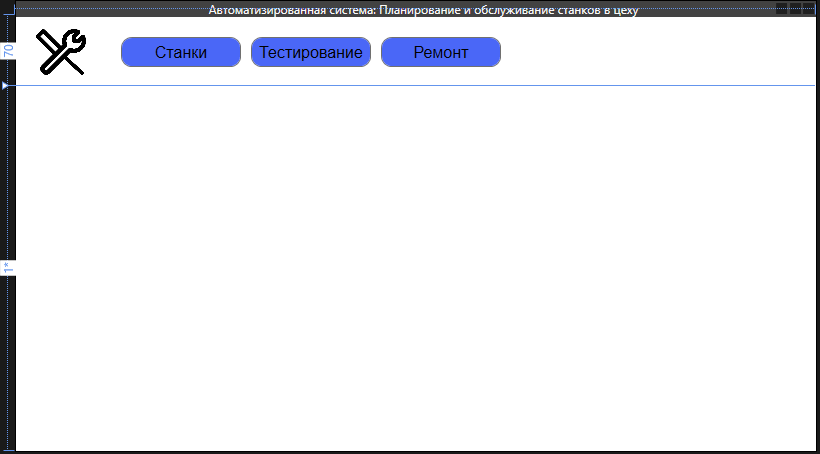 Автоматизированная система: Планирование и обслуживание станков в цеху
70
Станки
Тестирование
Ремонт
1*